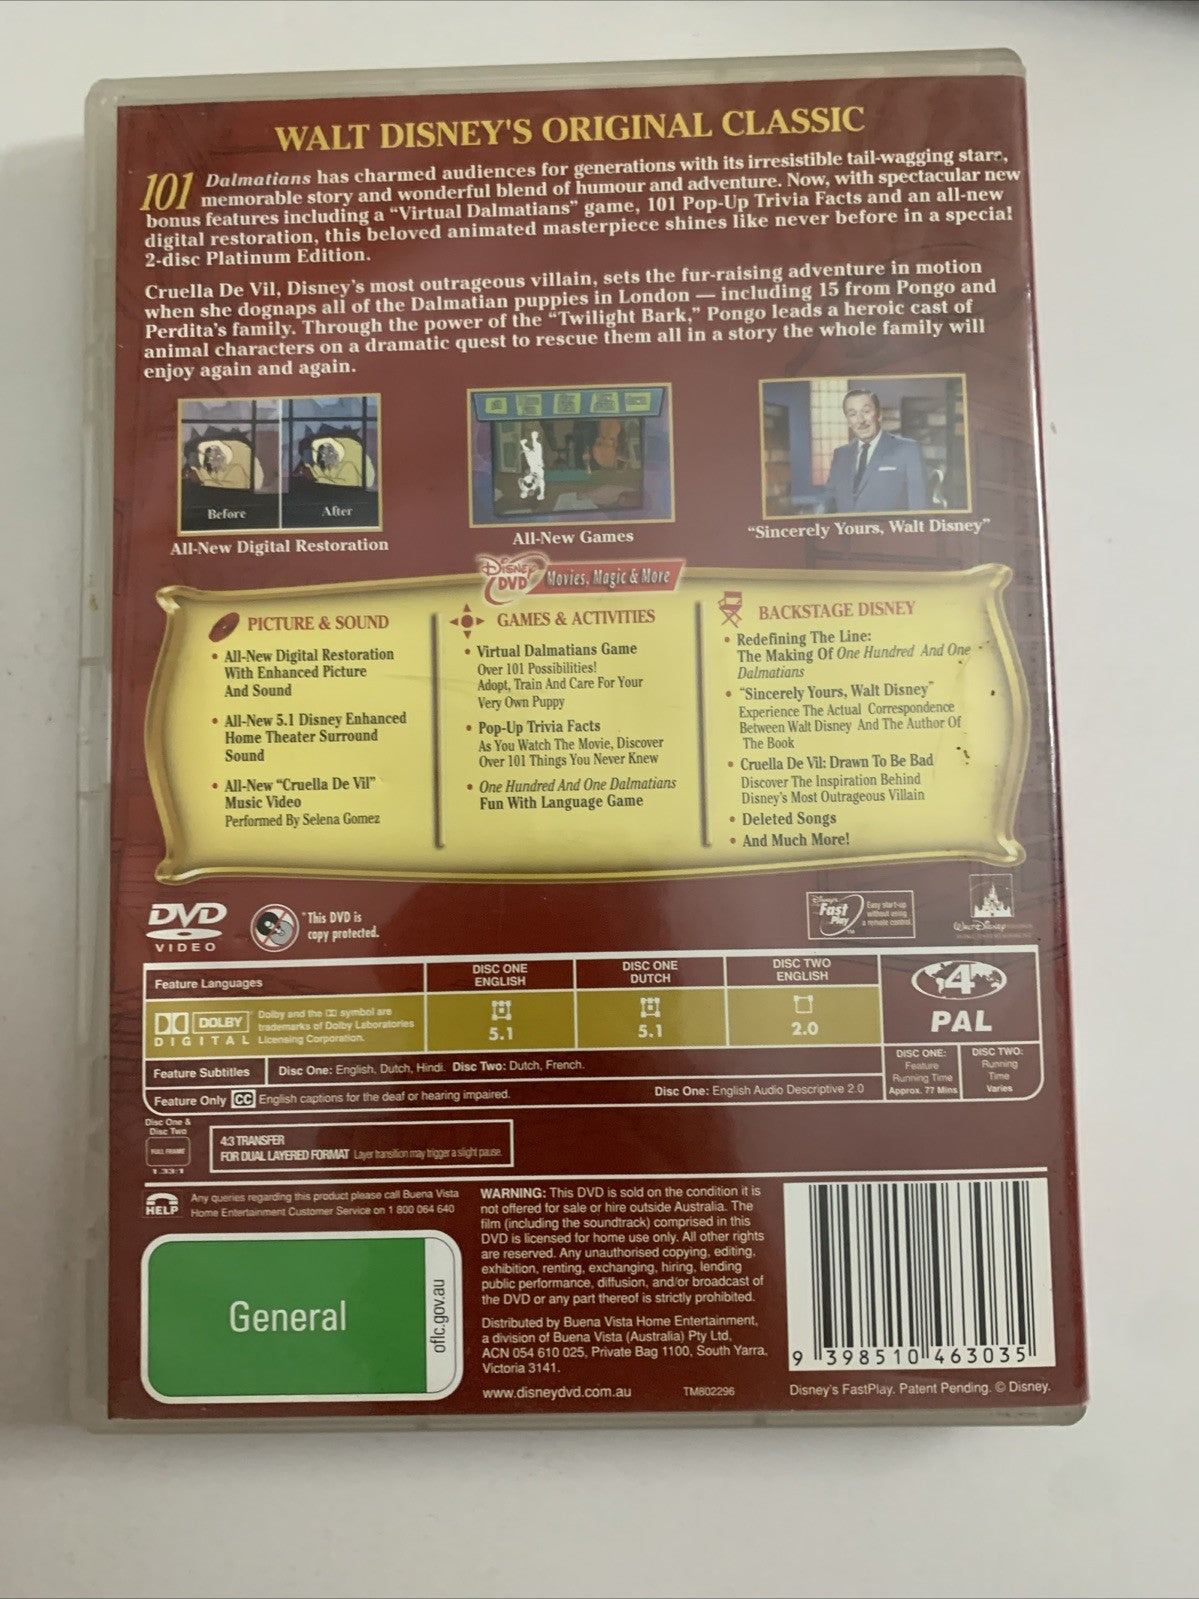 WALT DISNEY'S ORIGINAL CLASSIC
101 Dalmatians has charmed audiences for generations with its irresistible tail-wagging stars,
memorable story and wonderful blend of humour and adventure. Now, with spectacular new
bonus features including a “Virtual Dalmatians” game, 101 Pop-Up Trivia Facts and an all-new
digital restoration, this beloved animated masterpiece shines like never before in a special
2-disc Platinum Edition.
Cruella De Vil, Disney's most outrageous villain, sets the fur-raising adventure in motion
when she dognaps all of the Dalmatian puppies in London — including 15 from Pongo and
Perdita's family. Through the power of the “Twilight Bark,” Pongo leads a heroic cast of
animal characters on a dramatic quest to rescue them all in a story the whole family will
enjoy again and again.
Before
After
All-New Digital Restoration
All-New Games
“Sincerely Yours, Walt Disney”
DISNEY DVD Movies, Magic & More
PICTURE & SOUND
• All-New Digital Restoration
With Enhanced Picture
And Sound
• All-New 5.1 Disney Enhanced
Home Theater Surround
Sound
• All-New “Cruella De Vil”
Music Video
Performed By Selena Gomez
GAMES & ACTIVITIES
• Virtual Dalmatians Game
Over 101 Possibilities!
Adopt, Train And Care For Your
Very Own Puppy
• Pop-Up Trivia Facts
As You Watch The Movie, Discover
Over 101 Things You Never Knew
• One Hundred And One Dalmatians
Fun With Language Game
BACKSTAGE DISNEY
• Redefining The Line:
The Making Of One Hundred And One
Dalmatians
• “Sincerely Yours, Walt Disney”
Experience The Actual Correspondence
Between Walt Disney And The Author Of
The Book
• Cruella De Vil: Drawn To Be Bad
Discover The Inspiration Behind
Disney's Most Outrageous Villain
• Deleted Songs
• And Much More!
DVD
VIDEO
*This DVD is
copy protected.
Disney's Fast Play ™
Easy start-up
without using
a remote control
Walt Disney
Feature Languages
DISC ONE
ENGLISH
DISC ONE
DUTCH
DISC TWO
ENGLISH
DOLBY
DIGITAL
Dolby and the DD symbol are
trademarks of Dolby Laboratories
Licensing Corporation.
5.1
5.1
2.0
4
PAL
Feature Subtitles
Disc One: English, Dutch, Hindi. Disc Two: Dutch, French.
DISC ONE:
Feature
Running Time
Approx. 77 Mins
DISC TWO:
Running
Time
Varies
Feature Only CC English captions for the deaf or hearing impaired.
Disc One: English Audio Descriptive 2.0
Disc One &
Disc Two
FULL FRAME
1.33:1
4:3 TRANSFER
FOR DUAL LAYERED FORMAT Layer transition may trigger a slight pause.
HELP
Any queries regarding this product please call Buena Vista
Home Entertainment Customer Service on 1 800 064 640
General
oflc.gov.au
WARNING: This DVD is sold on the condition it is
not offered for sale or hire outside Australia. The
film (including the soundtrack) comprised in this
DVD is licensed for home use only. All other rights
are reserved. Any unauthorised copying, editing,
exhibition, renting, exchanging, hiring, lending
public performance, diffusion, and/or broadcast of
the DVD or any part thereof is strictly prohibited.
Distributed by Buena Vista Home Entertainment,
a division of Buena Vista (Australia) Pty Ltd,
ACN 054 610 025, Private Bag 1100, South Yarra,
Victoria 3141.
www.disneydvd.com.au
TM802296
9 398510 463035
Disney's FastPlay. Patent Pending. © Disney.